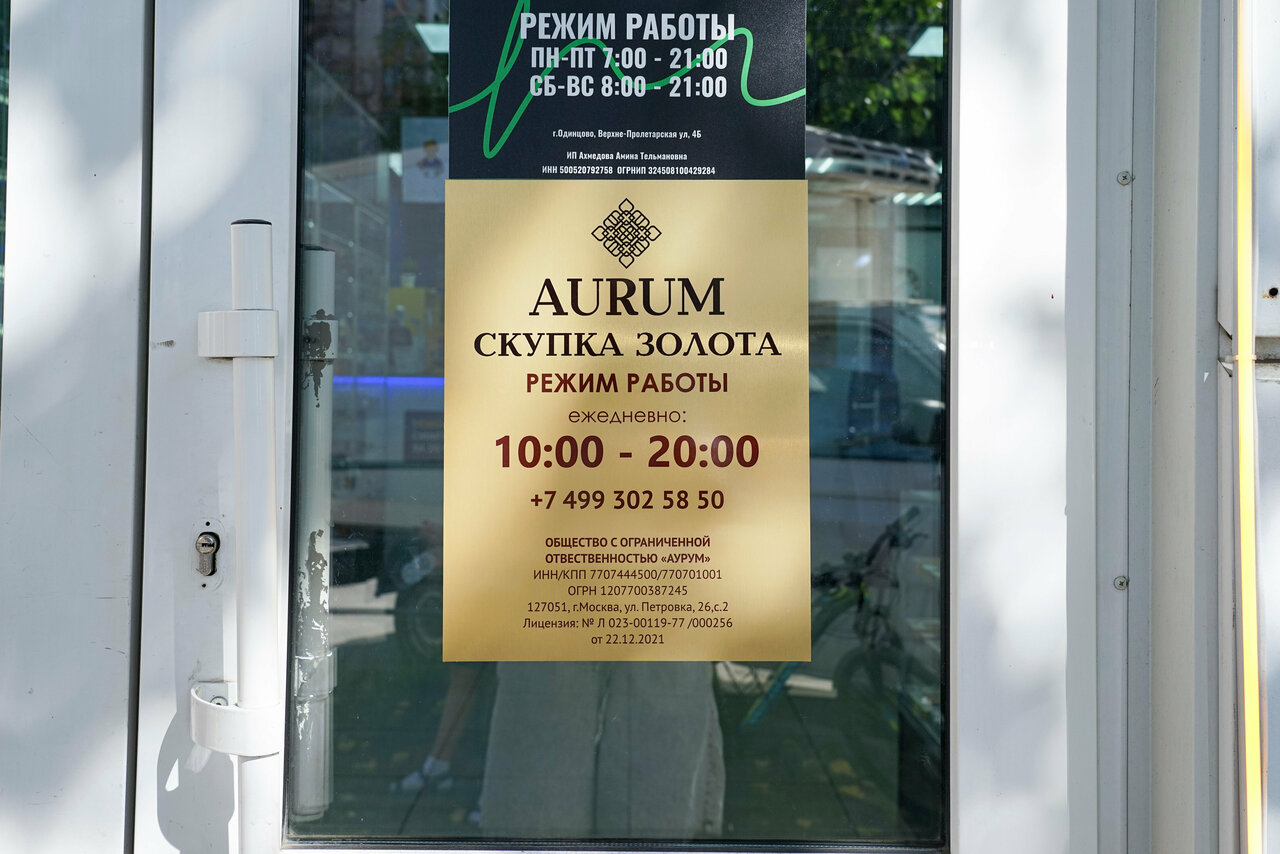 РЕЖИМ РАБОТЫ
ПН-ПТ 7:00 - 21:00
СБ-ВС 8:00 - 21:00
г.Одинцово, Верхне-Пролетарская ул, 4Б
ИП Ахмедова Амина Тельмановна
ИНН 500520792758 ОГРНИП 324508100429284
AURUM
СКУПКА ЗОЛОТА
РЕЖИМ РАБОТЫ
ежедневно:
10:00 - 20:00
+7 499 302 58 50
ОБЩЕСТВО С ОГРАНИЧЕННОЙ
ОТВЕСТВЕННОСТЬЮ «АУРУМ»
ИНН/КПП 7707444500/770701001
ОГРН 1207700387245
127051, г.Москва, ул. Петровка, 26,с.2
Лицензия: № Л 023-00119-77 /000256
от 22.12.2021